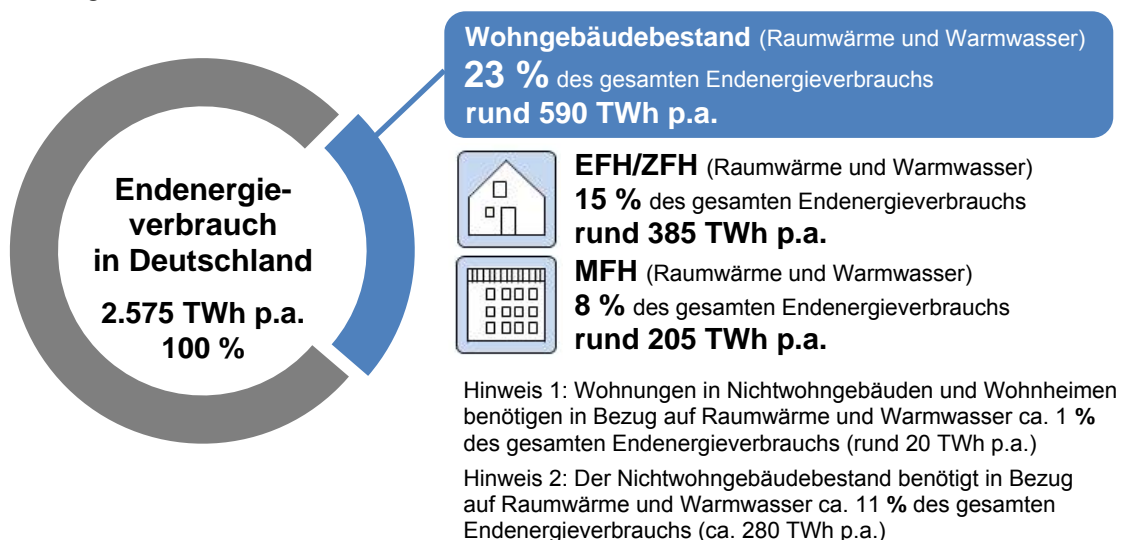 Endenergie-
verbrauch
in Deutschland
2.575 TWh p.a.
100 %
Wohngebäudebestand (Raumwärme und Warmwasser)
23 % des gesamten Endenergieverbrauchs
rund 590 TWh p.a.
EFH/ZFH (Raumwärme und Warmwasser)
15 % des gesamten Endenergieverbrauchs
rund 385 TWh p.a.
MFH (Raumwärme und Warmwasser)
8 % des gesamten Endenergieverbrauchs
rund 205 TWh p.a.
Hinweis 1: Wohnungen in Nichtwohngebäuden und Wohnheimen
benötigen in Bezug auf Raumwärme und Warmwasser ca. 1 %
des gesamten Endenergieverbrauchs (rund 20 TWh p.a.)
Hinweis 2: Der Nichtwohngebäudebestand benötigt in Bezug
auf Raumwärme und Warmwasser ca. 11 % des gesamten
Endenergieverbrauchs (ca. 280 TWh p.a.)